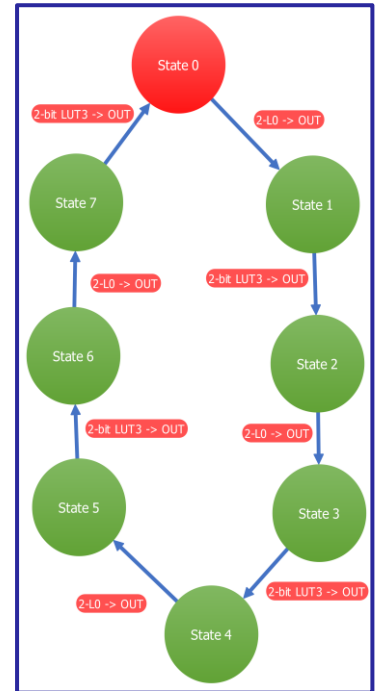 State 0
2-bit LUT3 -> OUT
2-L0 -> OUT
State 7
State 1
2-bit LUT3 -> OUT
2-L0 -> OUT
State 6
State 2
2-bit LUT3 -> OUT
2-L0 -> OUT
State 5
State 3
2-bit LUT3 -> OUT
2-L0 -> OUT
State 4